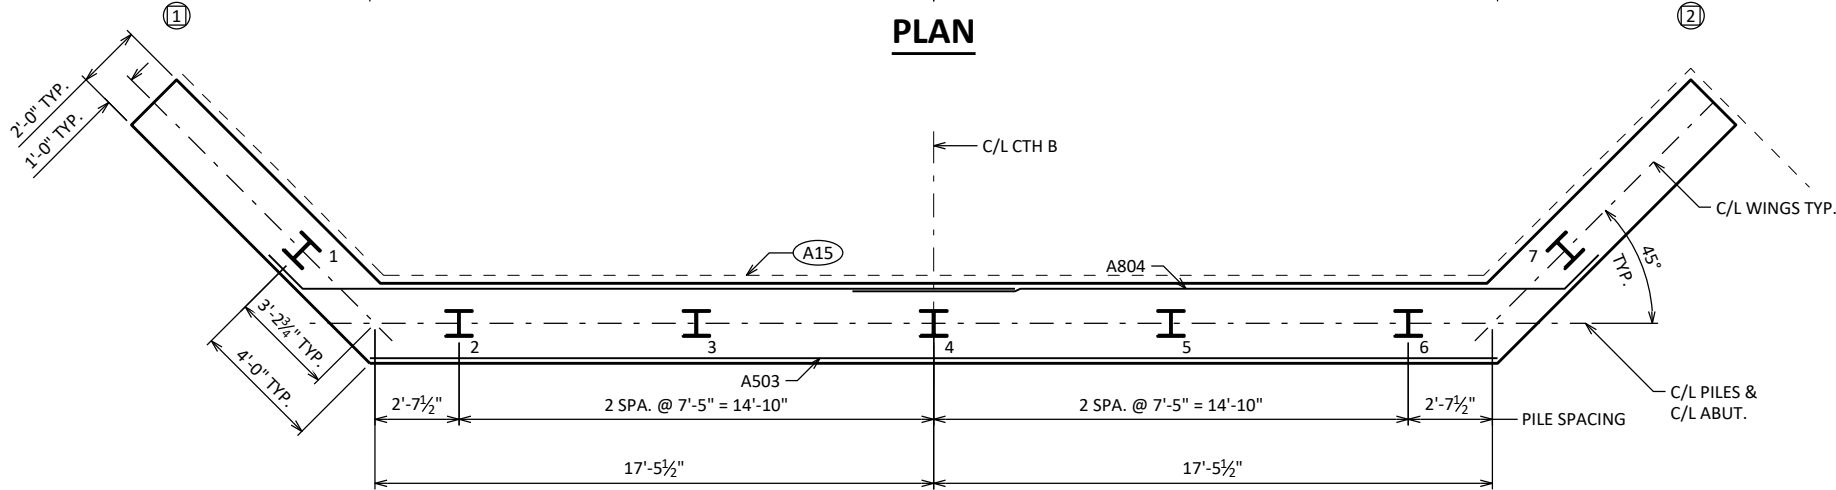 1
2
PLAN
2'-0" TYP.
1'-0" TYP.
C/L CTH B
C/L WINGS TYP.
A15
A804
45°
TYP.
1
7
3'-2¾" TYP.
4'-0" TYP.
2
3
4
5
6
A503
C/L PILES &
C/L ABUT.
2'-7½"
2 SPA. @ 7'-5" = 14'-10"
2 SPA. @ 7'-5" = 14'-10"
2'-7½"
PILE SPACING
17'-5½"
17'-5½"